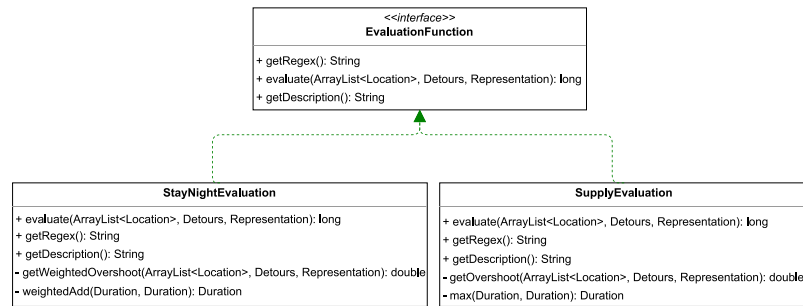 <<interface>>
EvaluationFunction
+ getRegex(): String
+ evaluate(ArrayList<Location>, Detours, Representation): long
+ getDescription(): String
StayNightEvaluation
+ evaluate(ArrayList<Location>, Detours, Representation): long
+ getRegex(): String
+ getDescription(): String
- getWeightedOvershoot(ArrayList<Location>, Detours, Representation): double
- weightedAdd(Duration, Duration): Duration
SupplyEvaluation
+ evaluate(ArrayList<Location>, Detours, Representation): long
+ getRegex(): String
+ getDescription(): String
- getOvershoot(ArrayList<Location>, Detours, Representation): double
- max(Duration, Duration): Duration